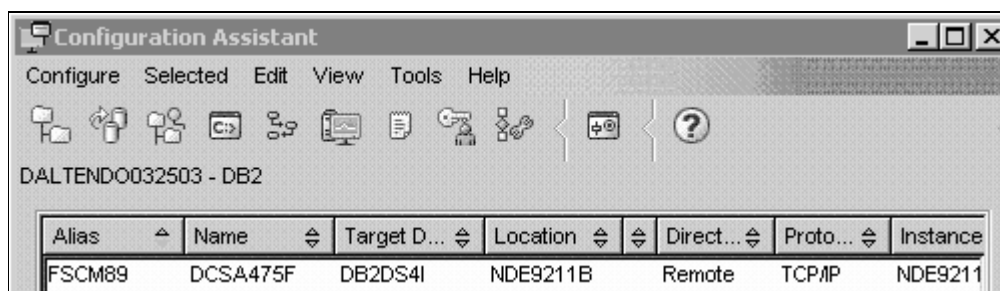 Configuration Assistant
Configure Selected Edit View Tools Help
DALTENDO032503 - DB2
Alias Name Target D... Location Direct... Proto... Instance
FSCM89 DCSA475F DB2DS4I NDE9211B Remote TCP/IP NDE9211